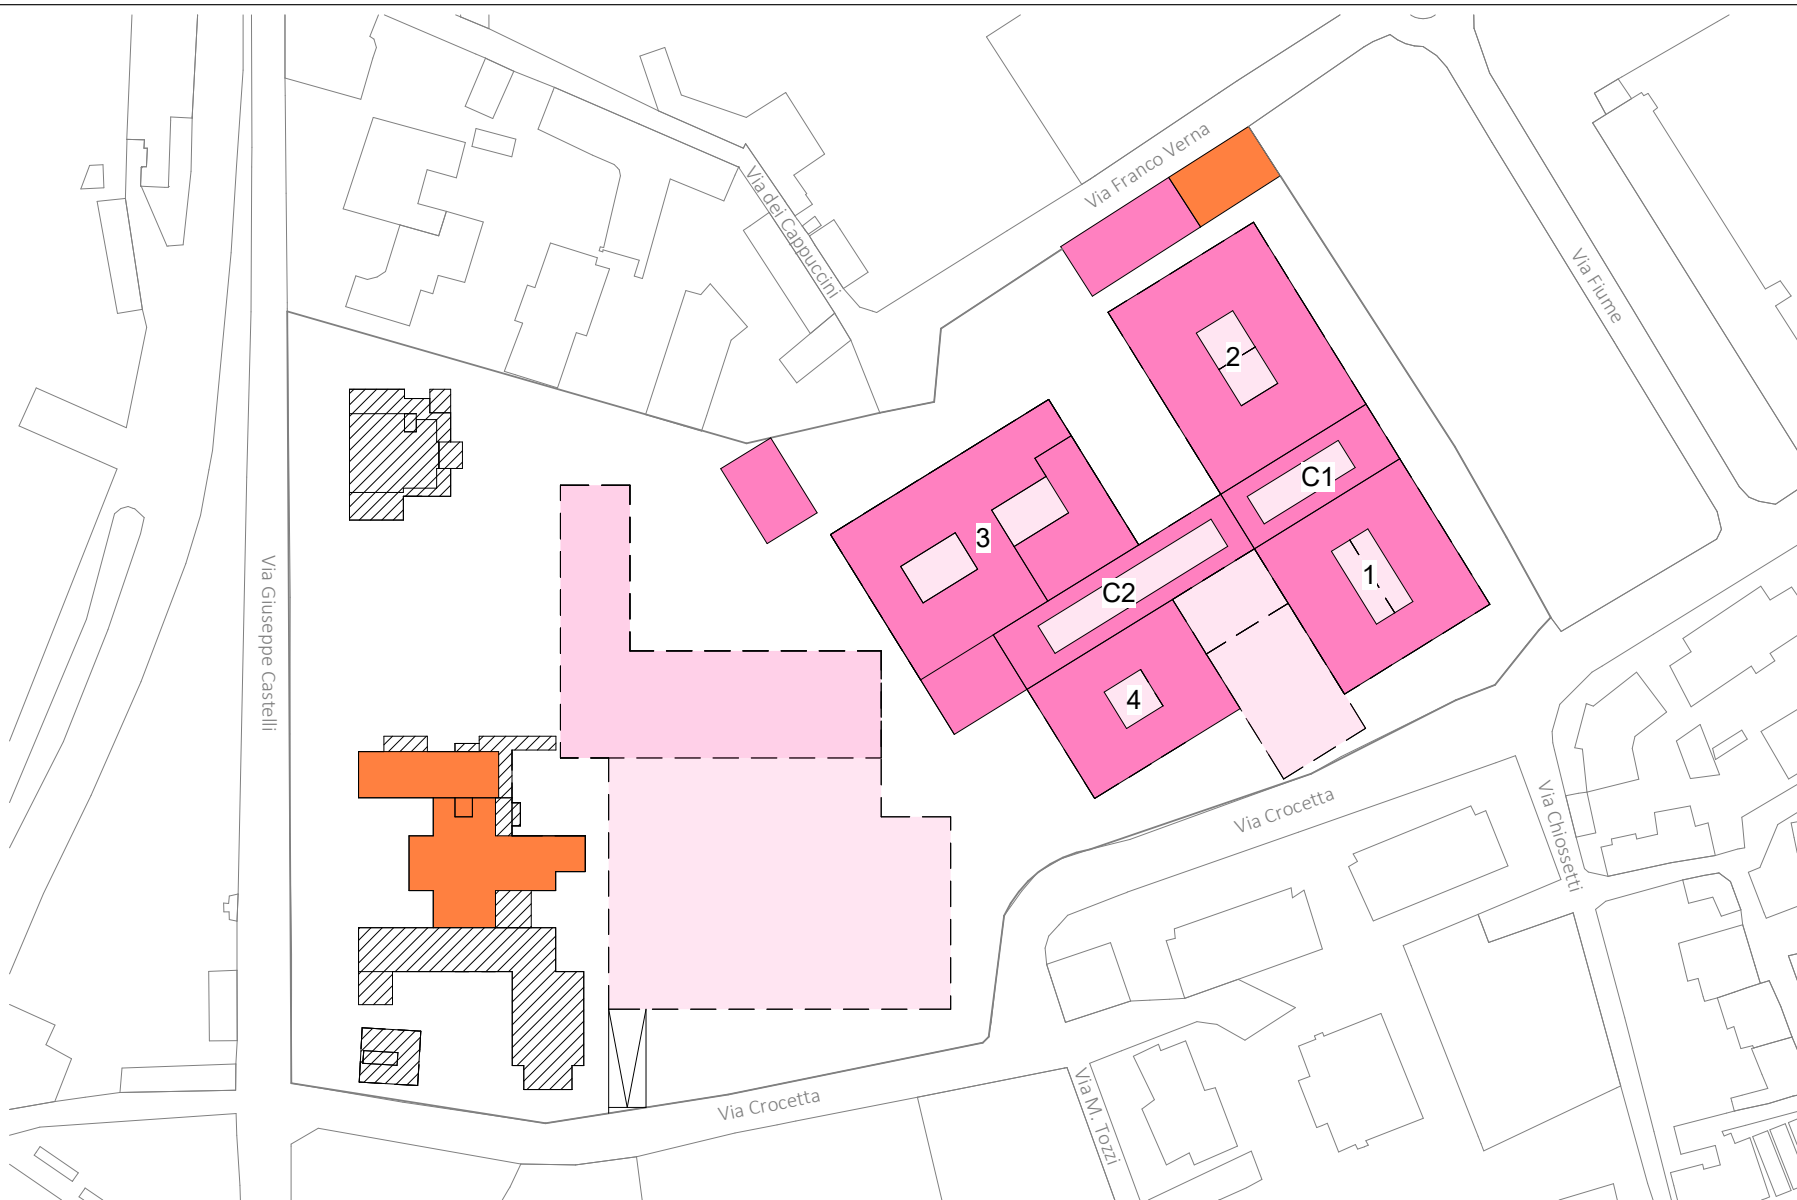 Via Franco Verna
Via dei Cappuccini
Via Fiume
2
C1
3
1
C2
4
Via Giuseppe Castelli
Via Crocetta
Via Chiossetti
Via Crocetta
Via M. Tozzi